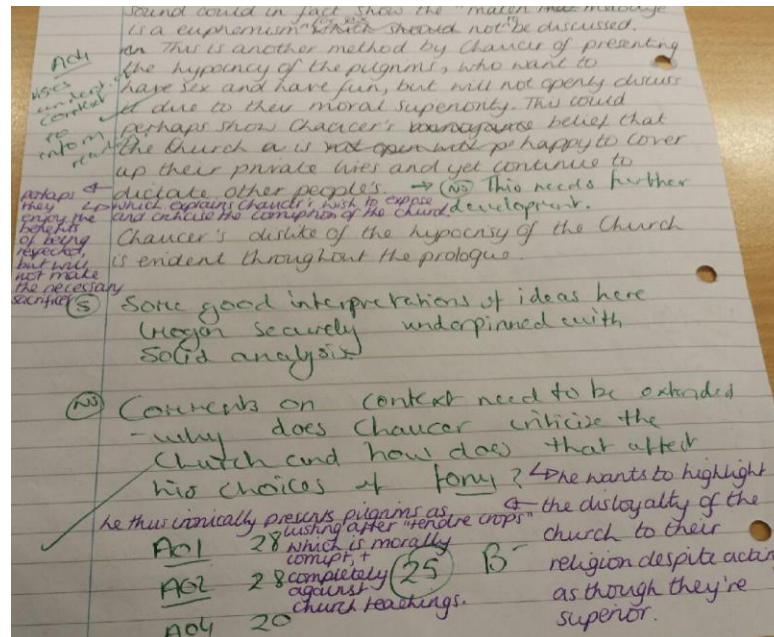 sound could in fact show the
is a euphemism which should not be discussed.
This is another method by Chaucer of presenting
the hypocricy of the pilgrims, who want to
have sex and have fun, but will not openly discuss
it due to their moral superiority. This could
perhaps show Chaucer's belief that
the Church is happy to cover
up their private lives and yet continue to
dictate other people's. → NS This needs further
development.
which explains Chaucer's wish to expose
and criticise the corruption of the church.
Chaucer's dislike of the hypocrisy of the Church
is evident throughout the prologue.
AO4
uses
context
to
inform
perhaps
they
enjoy the
benefits
of being
but will
not make
the necessary
sacrifices
S Some good interpretations of ideas here
securely underpinned with
solid analysis
NS Comments on context need to be extended
- why does Chaucer criticize the
Church and how does that affect
his choices of form?
he wants to highlight
the disloyalty of the
church to their
religion despite acting
as though they're
superior.
he thus ironically presents pilgrims as
lusting after "tendre crops"
which is morally
corrupt, +
completely
against
church teachings.
AO1 28
AO2 28
AO4 20
25 B-